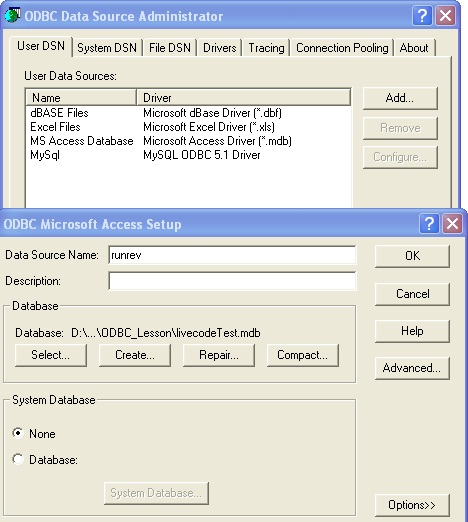 ODBC Data Source Administrator
User DSN System DSN File DSN Drivers Tracing Connection Pooling About
User Data Sources:
Name Driver Add...
dBASE Files Microsoft dBase Driver (*.dbf)
Excel Files Microsoft Excel Driver (*.xls) Remove
MS Access Database Microsoft Access Driver (*.mdb)
MySql MySQL ODBC 5.1 Driver Configure...
ODBC Microsoft Access Setup
Data Source Name: runrev OK
Description:
Cancel
Database
Database: D:\...\ODBC_Lesson\livecodeTest.mdb Help
Select... Create... Repair... Compact... Advanced...
System Database
None
Database:
System Database... Options>>